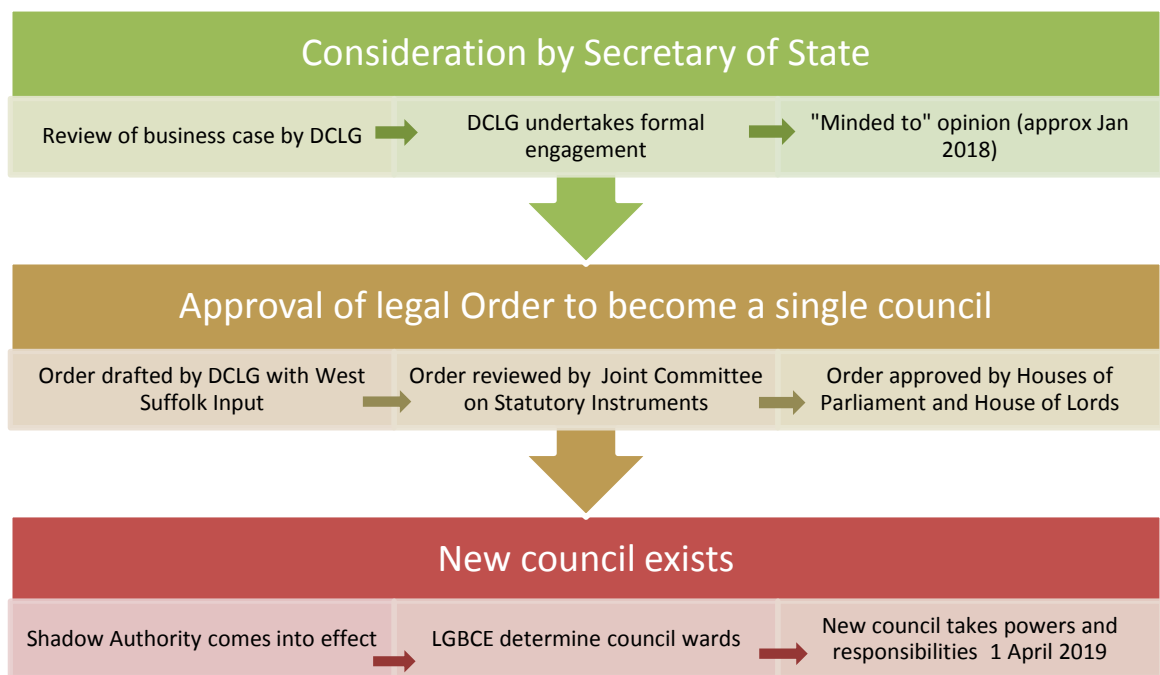 Consideration by Secretary of State
Review of business case by DCLG
DCLG undertakes formal
engagement
"Minded to" opinion (approx Jan
2018)
Approval of legal Order to become a single council
Order drafted by DCLG with West
Suffolk Input
Order reviewed by Joint Committee
on Statutory Instruments
Order approved by Houses of
Parliament and House of Lords
New council exists
Shadow Authority comes into effect
LGBCE determine council wards
New council takes powers and
responsibilities 1 April 2019